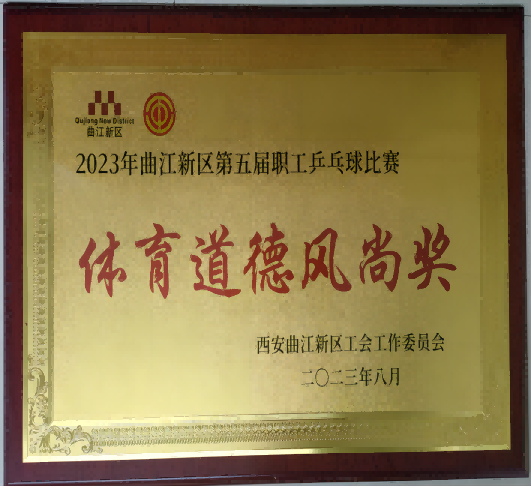 Qujiang New District
曲江新区
2023年曲江新区第五届职工乒乓球比赛
体育道德风尚奖
西安曲江新区工会工作委员会
二〇二三年八月